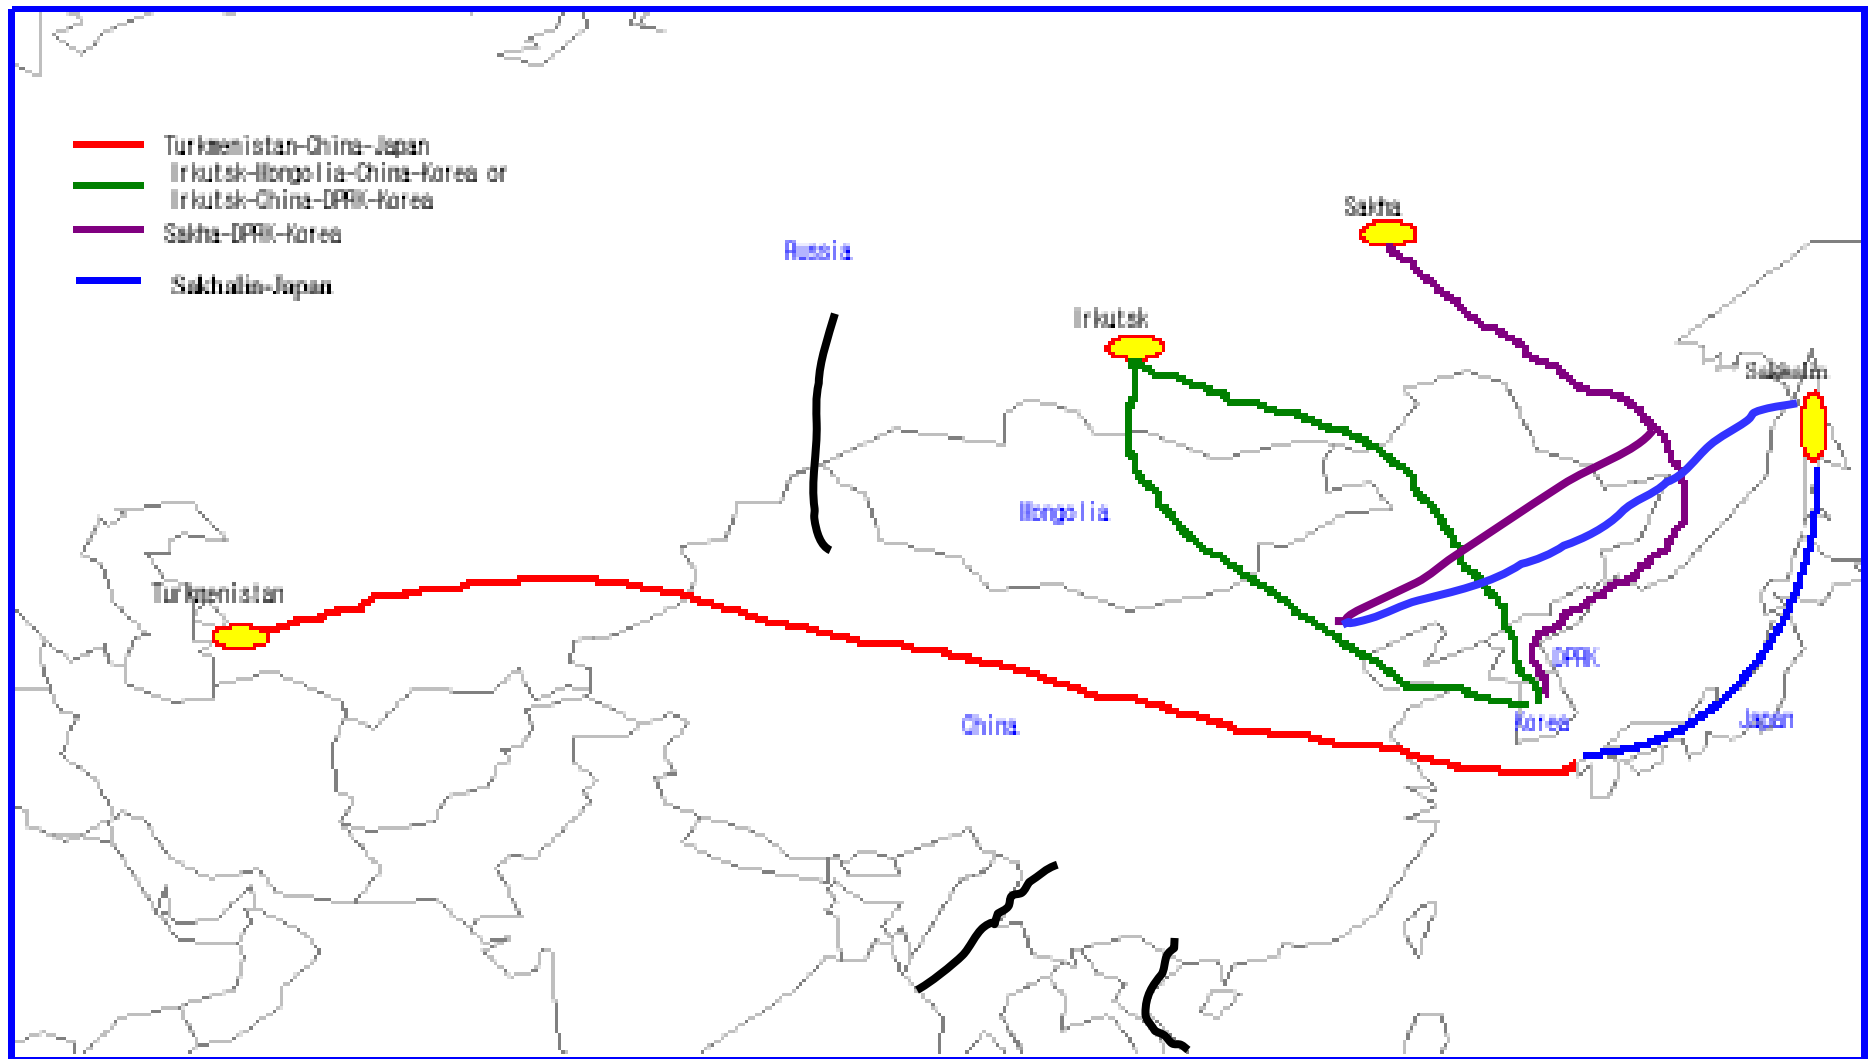 Turkmenistan-China-Japan
Irkutsk-Mongolia-China-Korea or
Irkutsk-China-DPRK-Korea
Sakha-DPRK-Korea
Sakhalin-Japan
Russia
Sakha
Irkutsk
Sakhalin
Mongolia
Turkmenistan
DPRK
China
Korea
Japan